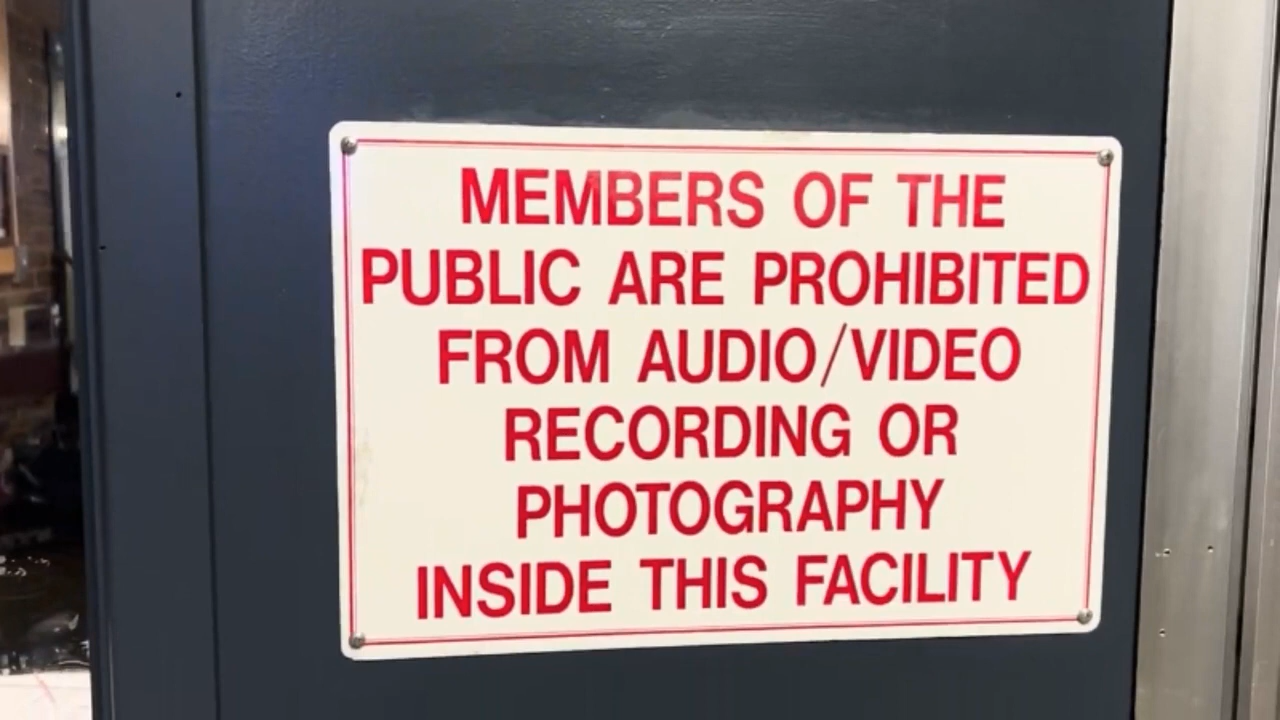 MEMBERS OF THE
PUBLIC ARE PROHIBITED
FROM AUDIO/VIDEO
RECORDING OR
PHOTOGRAPHY
INSIDE THIS FACILITY